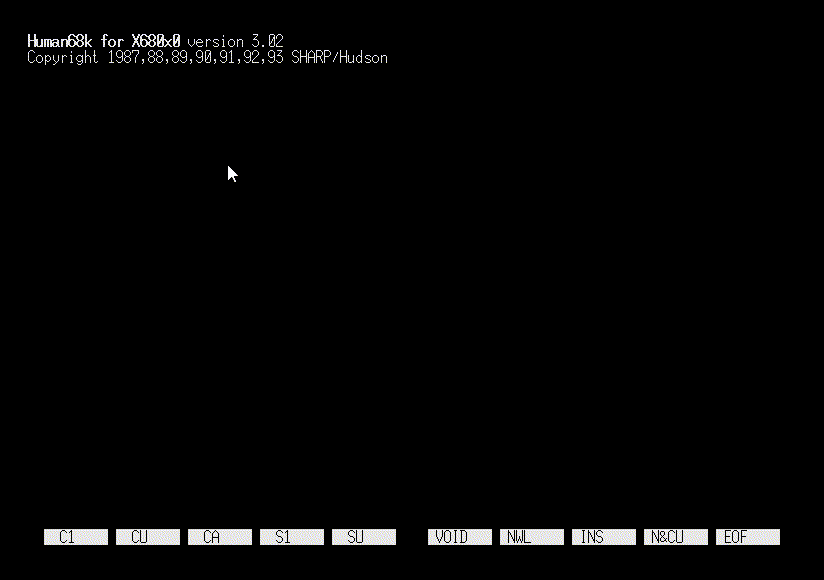 Human68k for X680x0 version 3.02
Copyright 1987,88,89,90,91,92,93 SHARP/Hudson
C1 CU CA S1 SU VOID NWL INS N&CU EOF